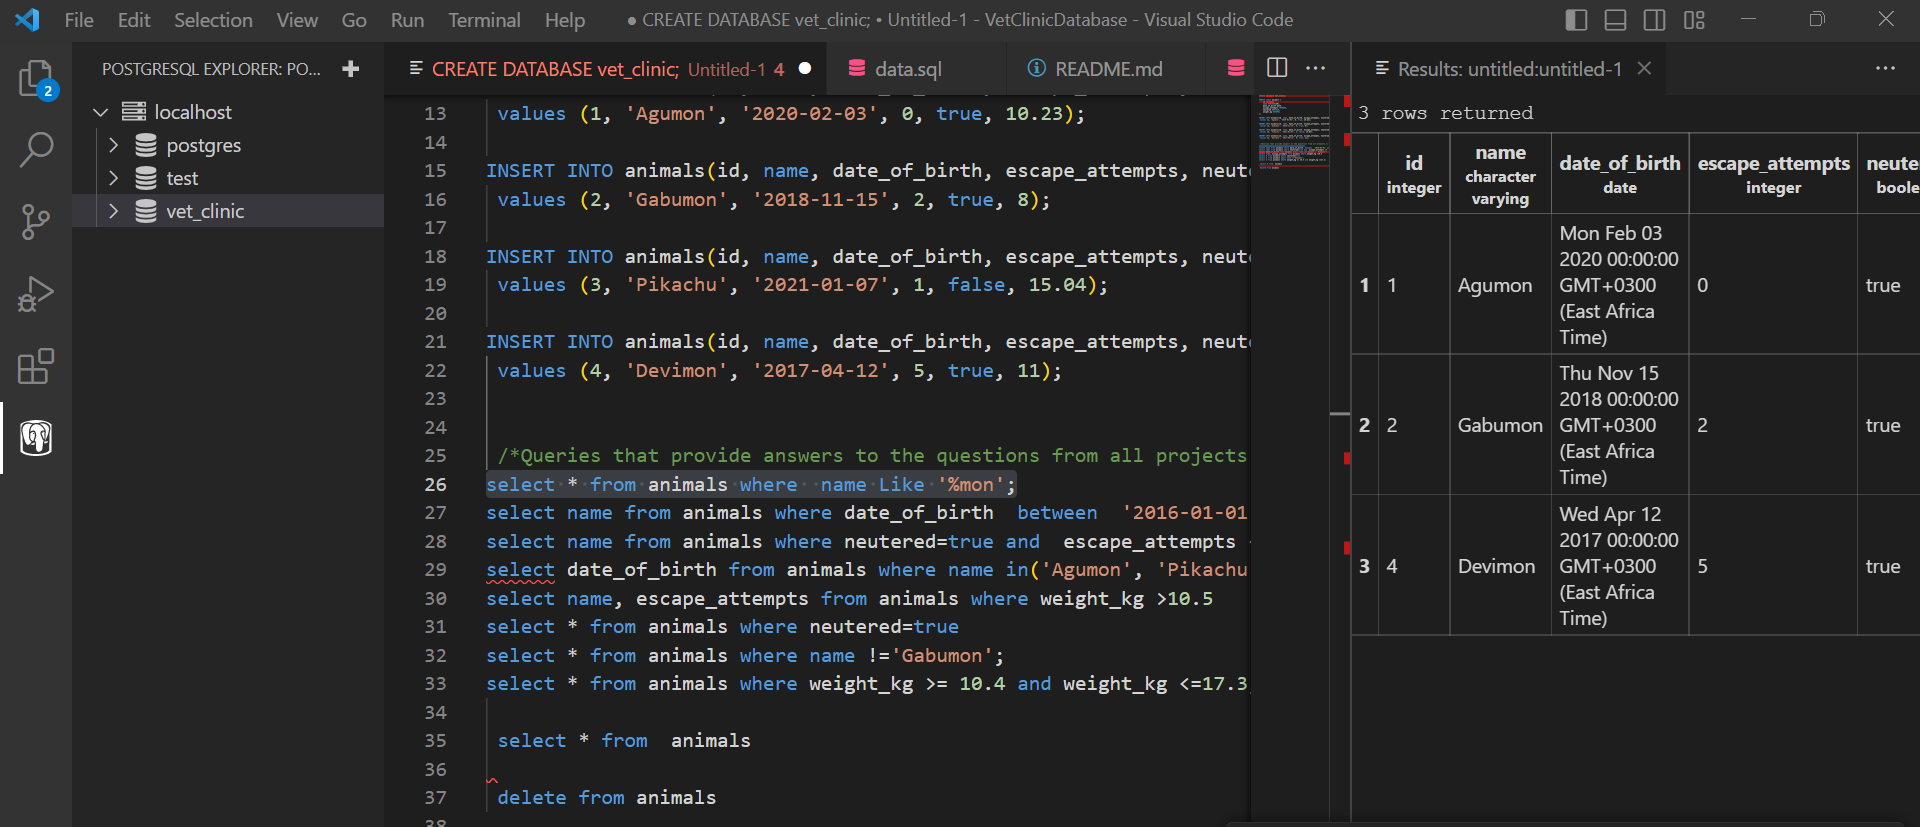 File Edit Selection View Go Run Terminal Help
● CREATE DATABASE vet_clinic; • Untitled-1 - VetClinicDatabase - Visual Studio Code
2
POSTGRESQL EXPLORER: PO...
localhost
postgres
test
vet_clinic
CREATE DATABASE vet_clinic; Untitled-1 4
data.sql
README.md
13 values (1, 'Agumon', '2020-02-03', 0, true, 10.23);
14
15 INSERT INTO animals(id, name, date_of_birth, escape_attempts, neut
16 values (2, 'Gabumon', '2018-11-15', 2, true, 8);
17
18 INSERT INTO animals(id, name, date_of_birth, escape_attempts, neut
19 values (3, 'Pikachu', '2021-01-07', 1, false, 15.04);
20
21 INSERT INTO animals(id, name, date_of_birth, escape_attempts, neut
22 values (4, 'Devimon', '2017-04-12', 5, true, 11);
23
24
25 /*Queries that provide answers to the questions from all projects
26 select * from animals where name Like '%mon';
27 select name from animals where date_of_birth between '2016-01-01
28 select name from animals where neutered=true and escape_attempts
29 select date_of_birth from animals where name in('Agumon', 'Pikachu
30 select name, escape_attempts from animals where weight_kg >10.5
31 select * from animals where neutered=true
32 select * from animals where name !='Gabumon';
33 select * from animals where weight_kg >= 10.4 and weight_kg <=17.3
34
35 select * from animals
36
37 delete from animals
38
Results: untitled:untitled-1
3 rows returned
id integer
name character varying
date_of_birth date
escape_attempts integer
neute boole
1 1 Agumon Mon Feb 03 2020 00:00:00 GMT+0300 (East Africa Time) 0 true
2 2 Gabumon Thu Nov 15 2018 00:00:00 GMT+0300 (East Africa Time) 2 true
3 4 Devimon Wed Apr 12 2017 00:00:00 GMT+0300 (East Africa Time) 5 true